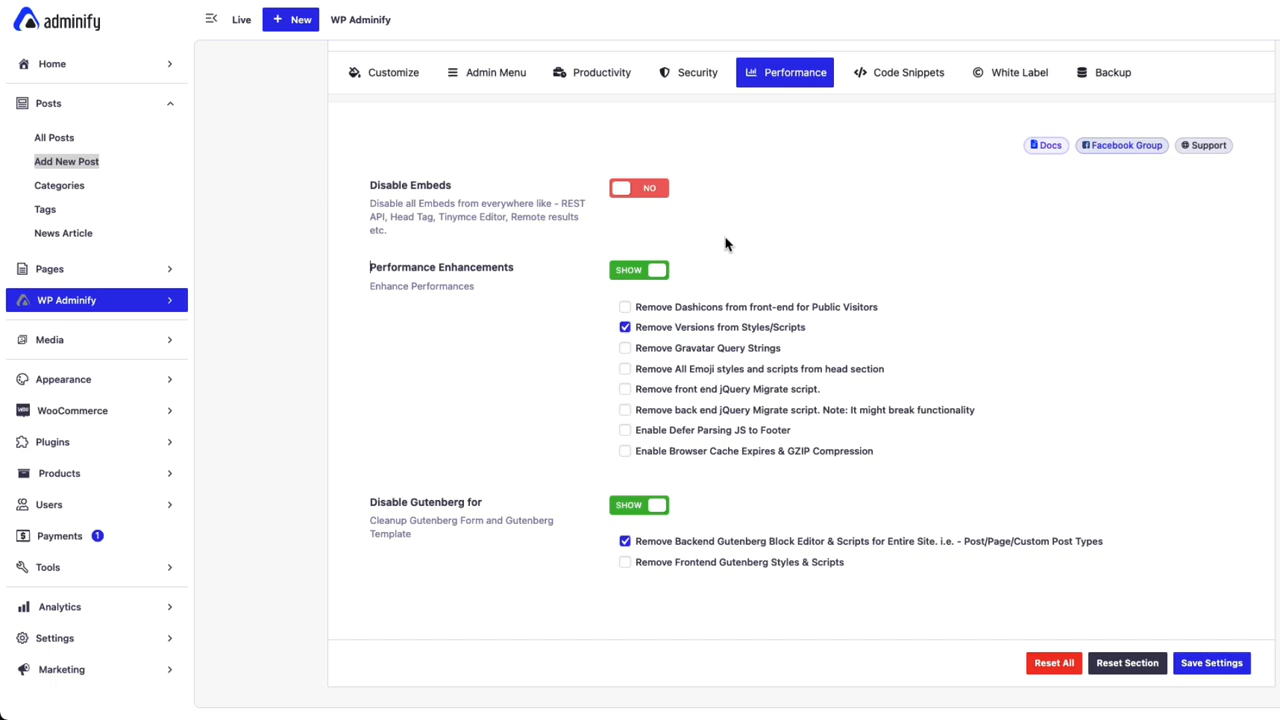 adminify
Live
+ New
WP Adminify
Home
Posts
All Posts
Add New Post
Categories
Tags
News Article
Pages
WP Adminify
Media
Appearance
WooCommerce
Plugins
Products
Users
Payments 1
Tools
Analytics
Settings
Marketing
Customize
Admin Menu
Productivity
Security
Performance
Code Snippets
White Label
Backup
Docs
Facebook Group
Support
Disable Embeds
Disable all Embeds from everywhere like - REST
API, Head Tag, Tinymce Editor, Remote results
etc.
NO
Performance Enhancements
Enhance Performances
SHOW
Remove Dashicons from front-end for Public Visitors
Remove Versions from Styles/Scripts
Remove Gravatar Query Strings
Remove All Emoji styles and scripts from head section
Remove front end jQuery Migrate script.
Remove back end jQuery Migrate script. Note: It might break functionality
Enable Defer Parsing JS to Footer
Enable Browser Cache Expires & GZIP Compression
Disable Gutenberg for
Cleanup Gutenberg Form and Gutenberg
Template
SHOW
Remove Backend Gutenberg Block Editor & Scripts for Entire Site. i.e. - Post/Page/Custom Post Types
Remove Frontend Gutenberg Styles & Scripts
Reset All
Reset Section
Save Settings